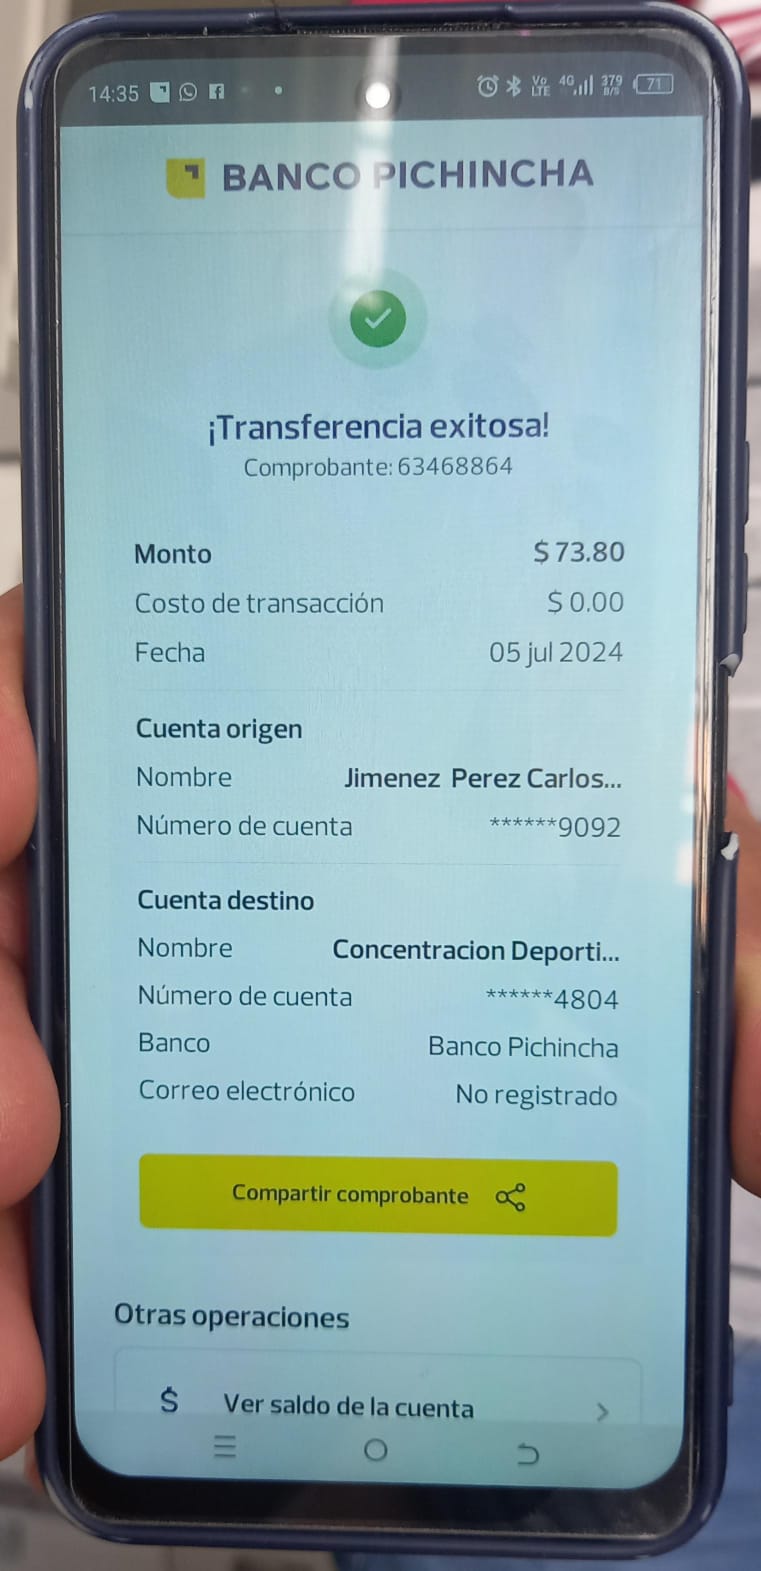 14:35 Vo LTE 4G 379 B/S 71
BANCO PICHINCHA
¡Transferencia exitosa!
Comprobante: 63468864
Monto $ 73.80
Costo de transacción $ 0.00
Fecha 05 jul 2024
Cuenta origen
Nombre Jimenez Perez Carlos...
Número de cuenta ******9092
Cuenta destino
Nombre Concentracion Deporti...
Número de cuenta ******4804
Banco Banco Pichincha
Correo electrónico No registrado
Compartir comprobante
Otras operaciones
$ Ver saldo de la cuenta